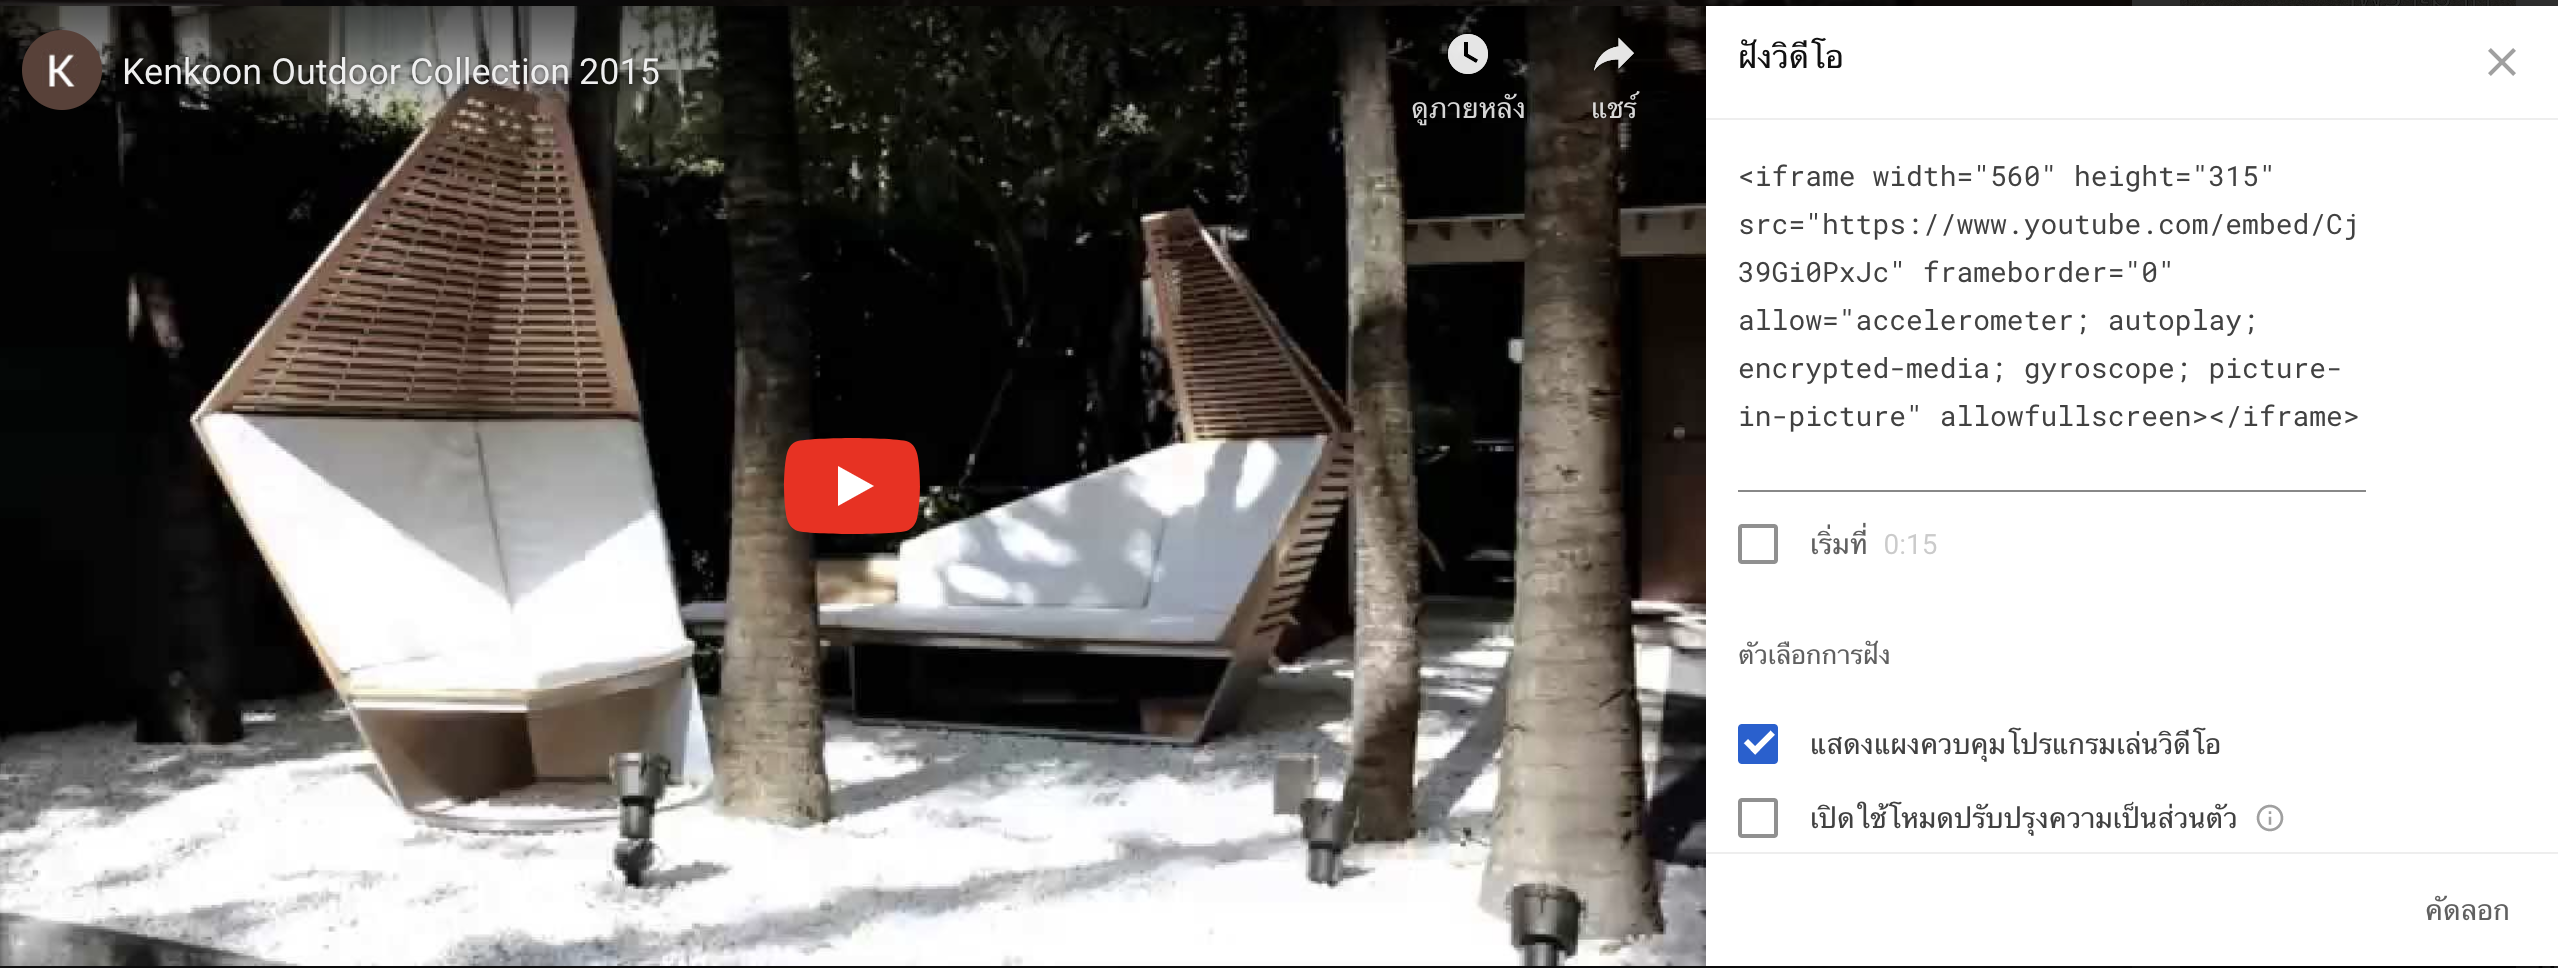 K
Kenkoon Outdoor Collection 2015
ดูภายหลัง
แชร์
ฝังวิดีโอ
<iframe width="560" height="315"
src="https://www.youtube.com/embed/Cj
39Gi0PxJc" frameborder="0"
allow="accelerometer; autoplay;
encrypted-media; gyroscope; picture-
in-picture" allowfullscreen></iframe>
เริ่มที่ 0:15
ตัวเลือกการฝัง
แสดงแผงควบคุมโปรแกรมเล่นวิดีโอ
เปิดใช้โหมดปรับปรุงความเป็นส่วนตัว
คัดลอก